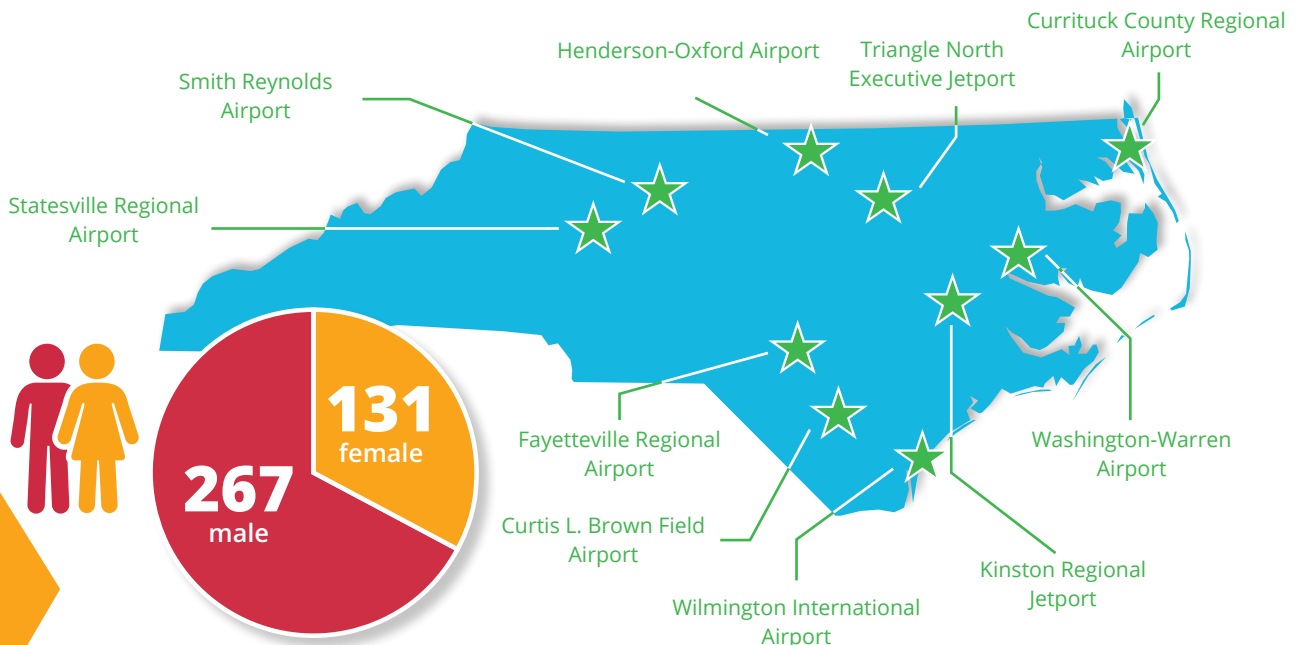 Currituck County Regional
Airport
Henderson-Oxford Airport
Triangle North
Executive Jetport
Smith Reynolds
Airport
Statesville Regional
Airport
131
female
267
male
Fayetteville Regional
Airport
Washington-Warren
Airport
Curtis L. Brown Field
Airport
Kinston Regional
Jetport
Wilmington International
Airport